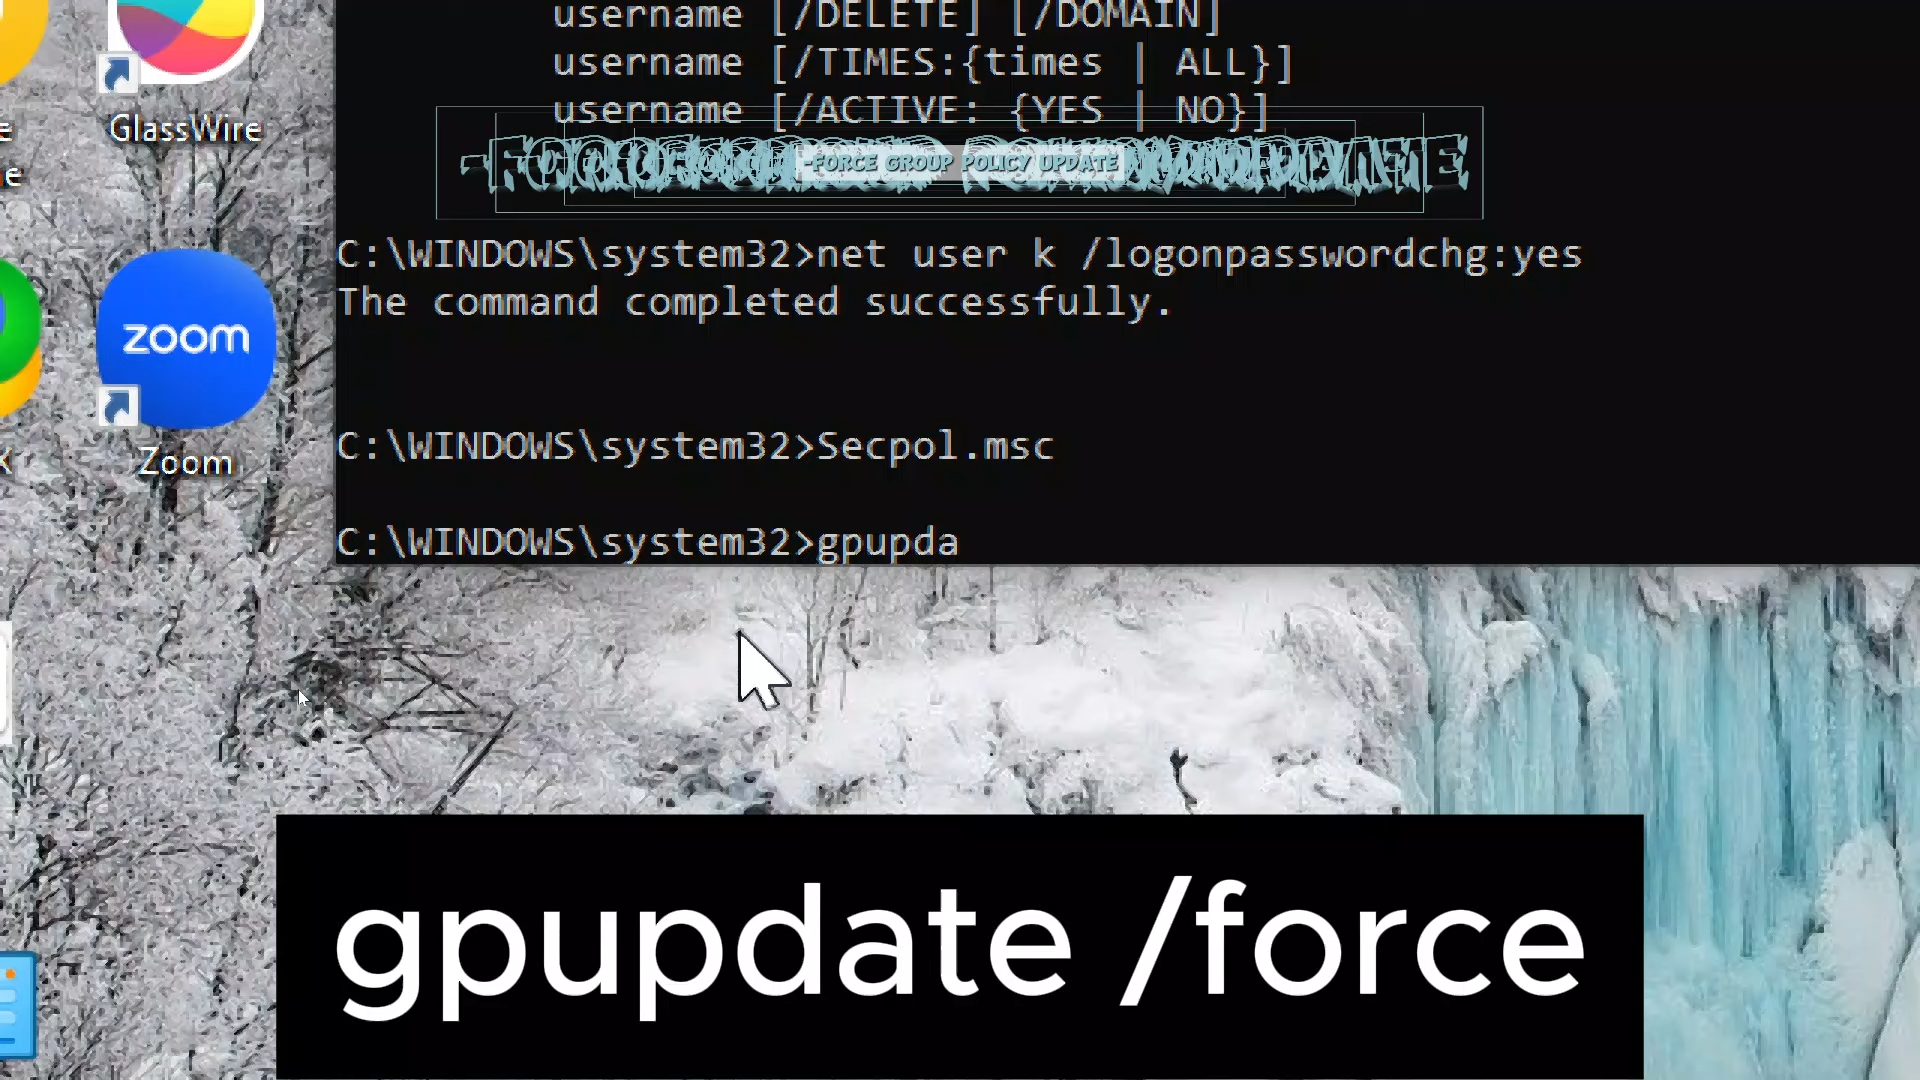 username [/DELETE] [/DOMAIN]
username [/TIMES:{times | ALL}]
username [/ACTIVE: {YES | NO}]
-FORCE GROUP POLICY UPDATE
C:\WINDOWS\system32>net user k /logonpasswordchg:yes
The command completed successfully.
C:\WINDOWS\system32>Secpol.msc
C:\WINDOWS\system32>gpupda
GlassWire
e
e
zoom
x
Zoom
gpupdate /force